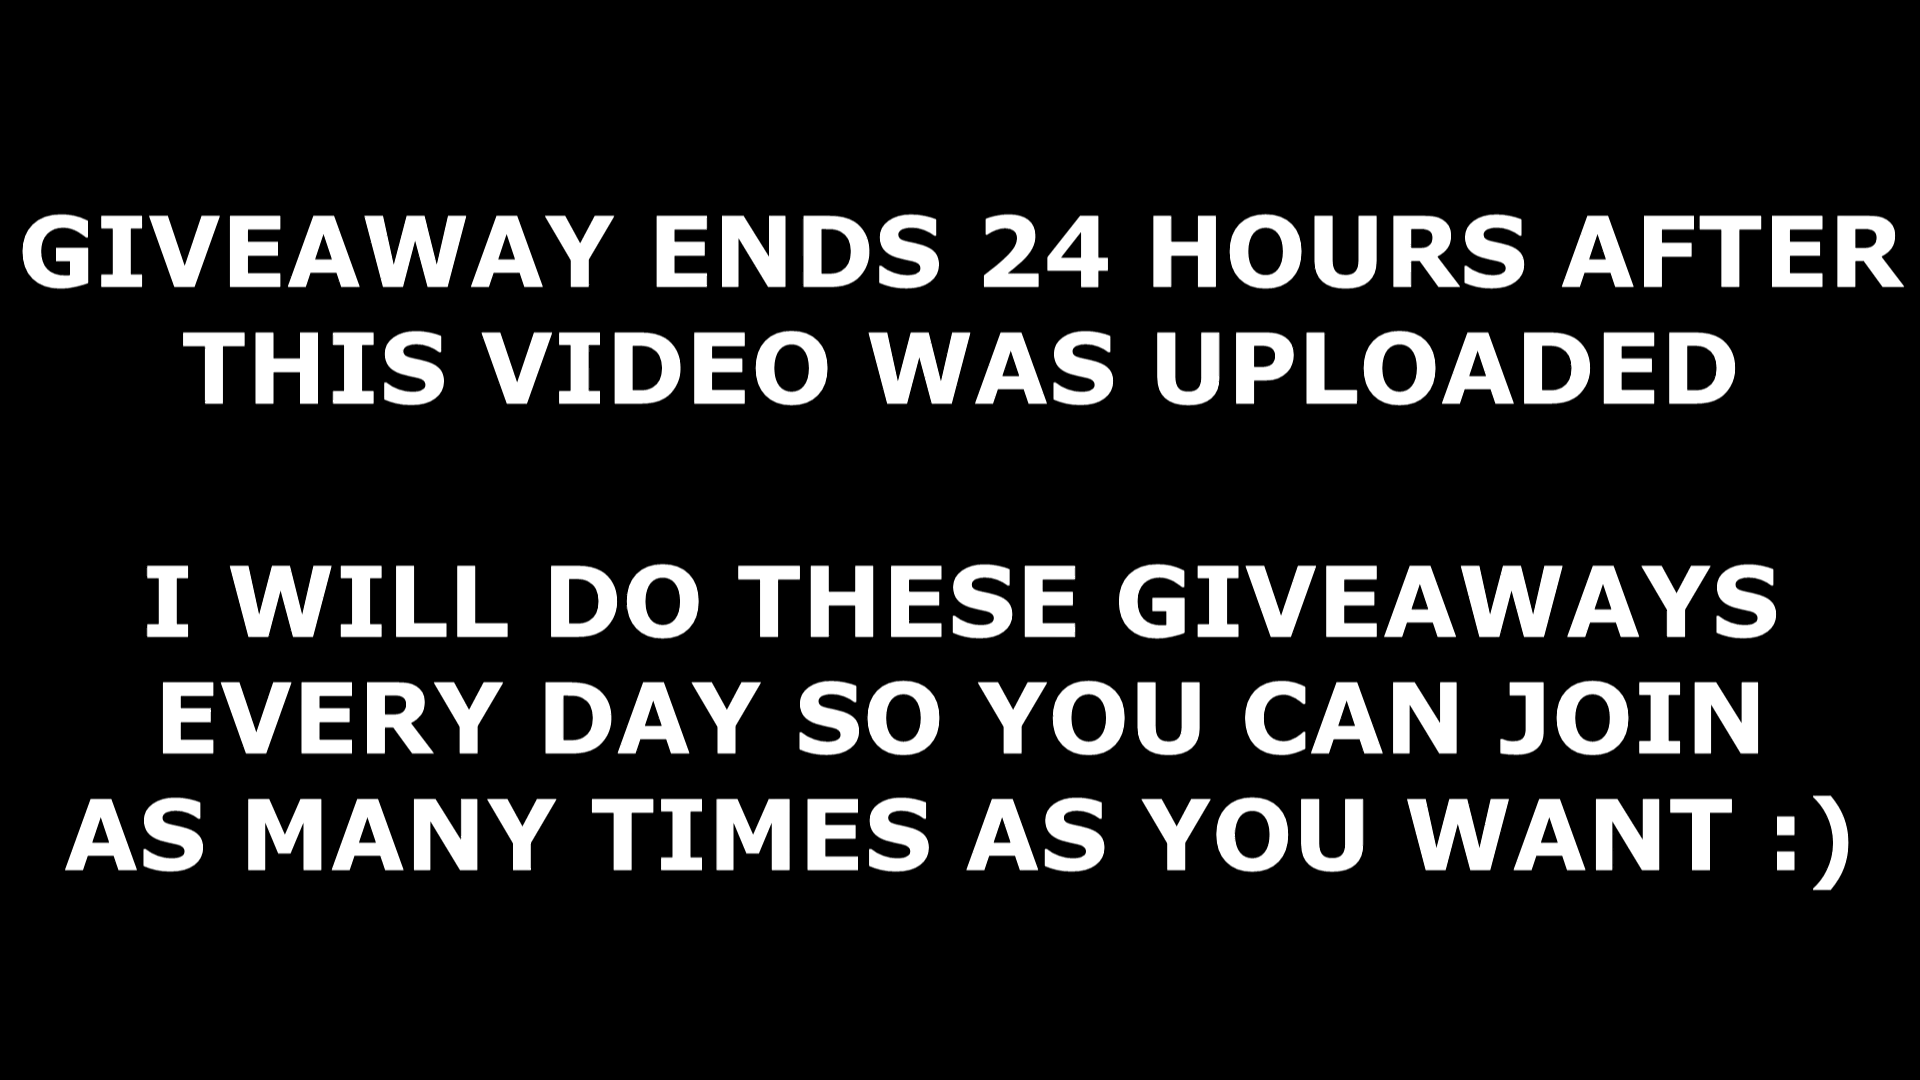 GIVEAWAY ENDS 24 HOURS AFTER
THIS VIDEO WAS UPLOADED
I WILL DO THESE GIVEAWAYS
EVERY DAY SO YOU CAN JOIN
AS MANY TIMES AS YOU WANT :)